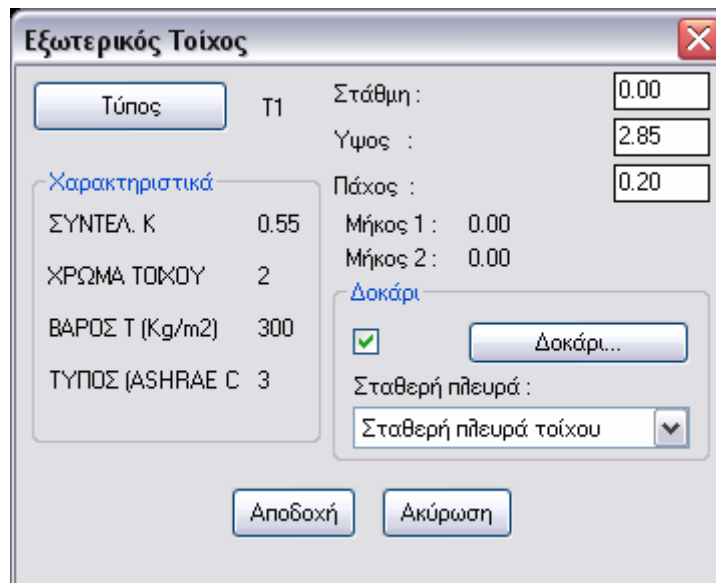 Εξωτερικός Τοίχος
Τύπος T1
Στάθμη : 0.00
Υψος : 2.85
Πάχος : 0.20
Μήκος 1 : 0.00
Μήκος 2 : 0.00
Χαρακτηριστικά
ΣΥΝΤΕΛ. Κ 0.55
ΧΡΩΜΑ ΤΟΙΧΟΥ 2
ΒΑΡΟΣ Τ (Kg/m2) 300
ΤΥΠΟΣ (ASHRAE C 3
Δοκάρι
Δοκάρι...
Σταθερή πλευρά :
Σταθερή πλευρά τοίχου
Αποδοχή Ακύρωση